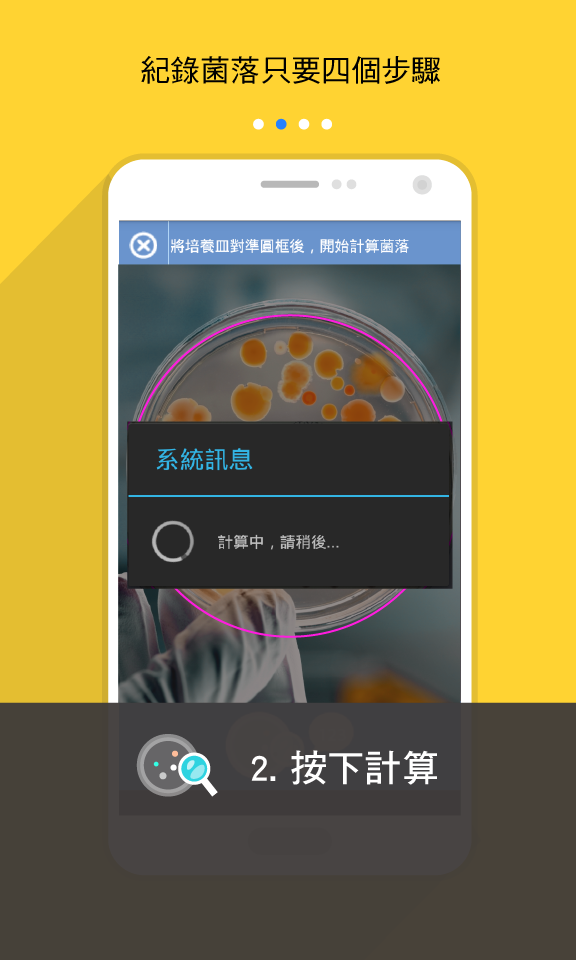 紀錄菌落只要四個步驟
將培養皿對準圓框後，開始計算菌落
系統訊息
計算中，請稍後...
2. 按下計算